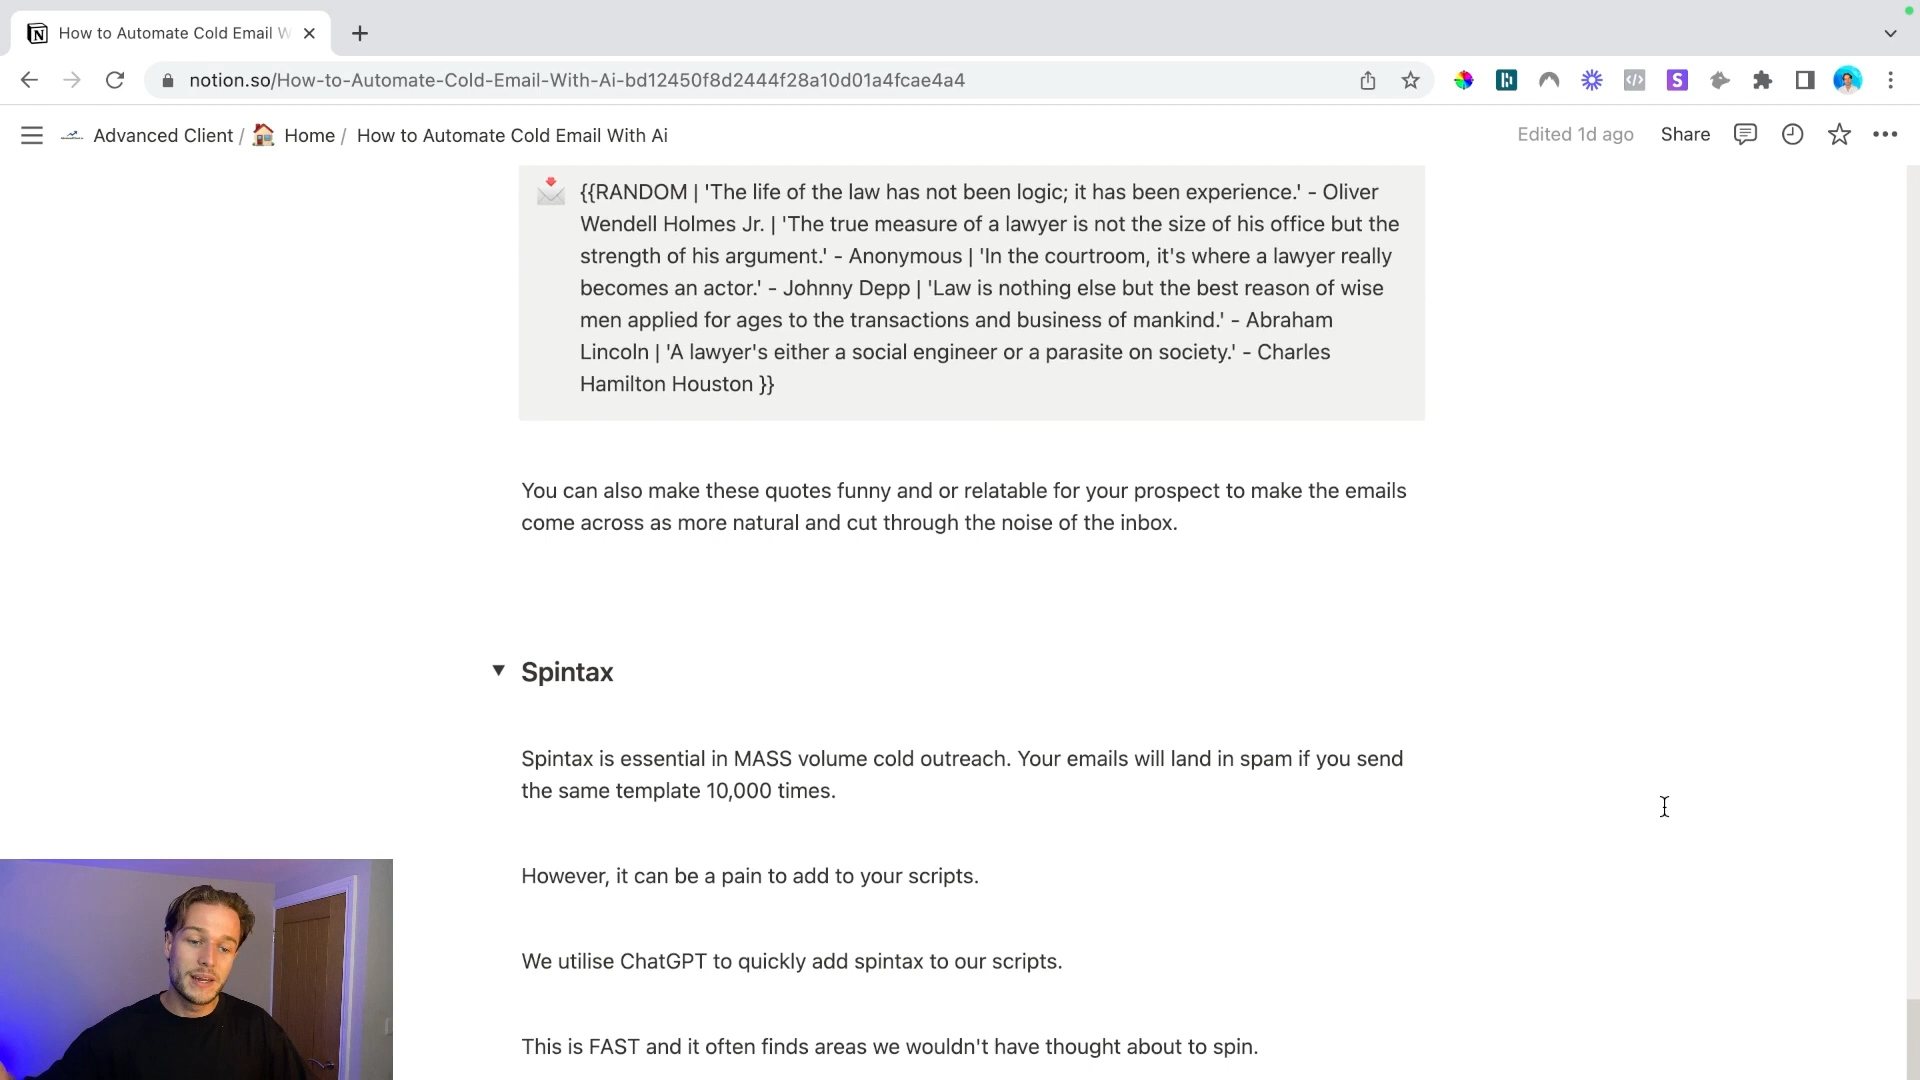 How to Automate Cold Email W
notion.so/How-to-Automate-Cold-Email-With-Ai-bd12450f8d2444f28a10d01a4fcae4a4
Advanced Client / Home / How to Automate Cold Email With Ai
Edited 1d ago Share
{{RANDOM | 'The life of the law has not been logic; it has been experience.' - Oliver
Wendell Holmes Jr. | 'The true measure of a lawyer is not the size of his office but the
strength of his argument.' - Anonymous | 'In the courtroom, it's where a lawyer really
becomes an actor.' - Johnny Depp | 'Law is nothing else but the best reason of wise
men applied for ages to the transactions and business of mankind.' - Abraham
Lincoln | 'A lawyer's either a social engineer or a parasite on society.' - Charles
Hamilton Houston }}
You can also make these quotes funny and or relatable for your prospect to make the emails
come across as more natural and cut through the noise of the inbox.
Spintax
Spintax is essential in MASS volume cold outreach. Your emails will land in spam if you send
the same template 10,000 times.
However, it can be a pain to add to your scripts.
We utilise ChatGPT to quickly add spintax to our scripts.
This is FAST and it often finds areas we wouldn't have thought about to spin.